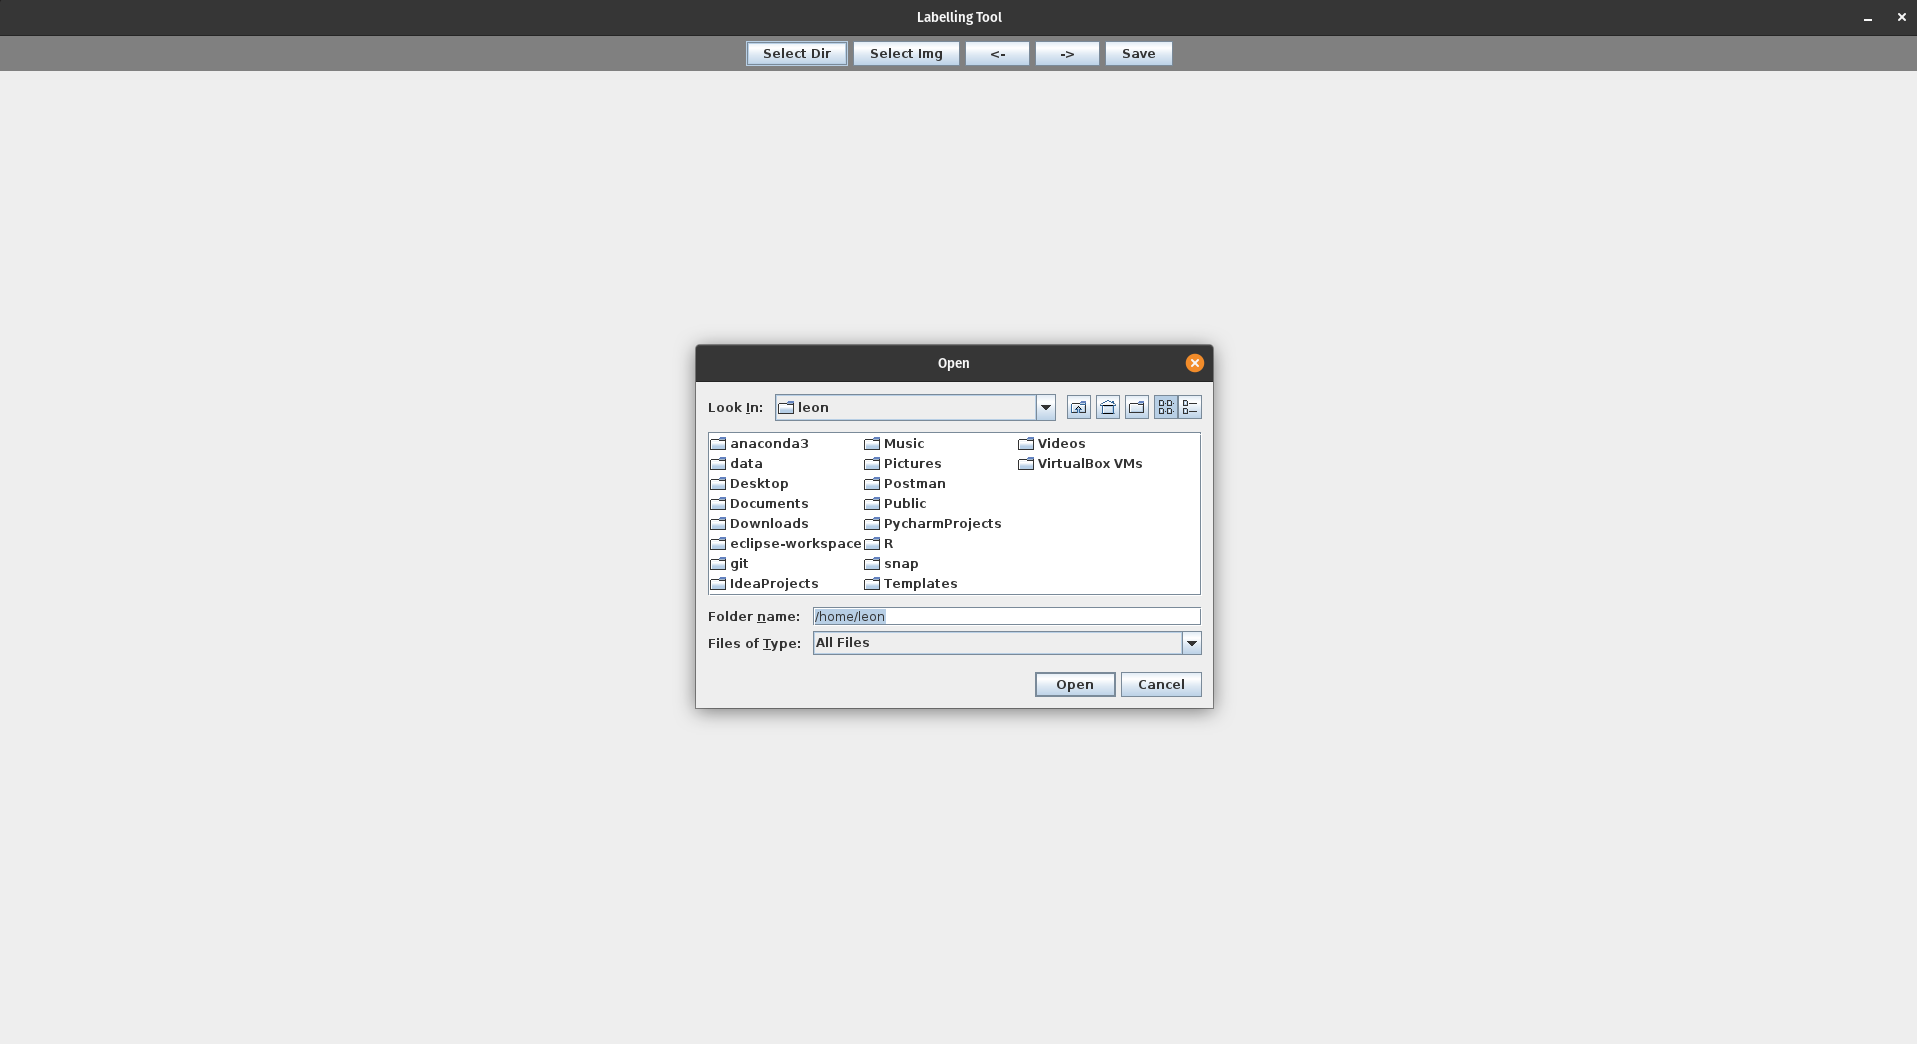 Labelling Tool
Select Dir Select Img <- -> Save
Open
Look In: leon
anaconda3 Music Videos
data Pictures VirtualBox VMs
Desktop Postman
Documents Public
Downloads PycharmProjects
eclipse-workspace R
git snap
IdeaProjects Templates
Folder name: /home/leon
Files of Type: All Files
Open Cancel